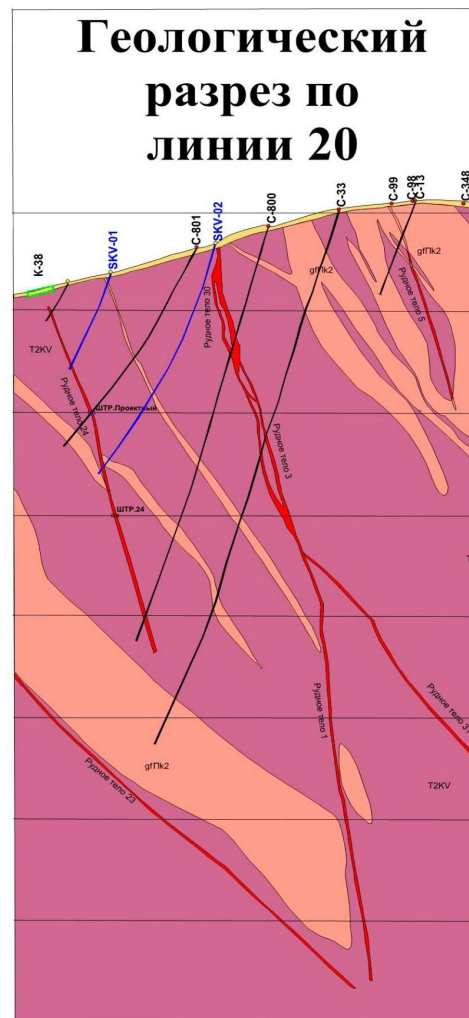 Геологический
разрез по
линии 20
К-38
SKV-01
С-801
SKV-02
С-800
С-33
С-99
С-98
С-13
С-348
gfПk2
gfПk2
Рудное тело 30
Рудное тело 5
T2KV
Рудное тело 24
ШТР.Проектный
Рудное тело 3
ШТР.24
Рудное тело 1
Рудное тело 31
gfПk2
Рудное тело 23
T2KV